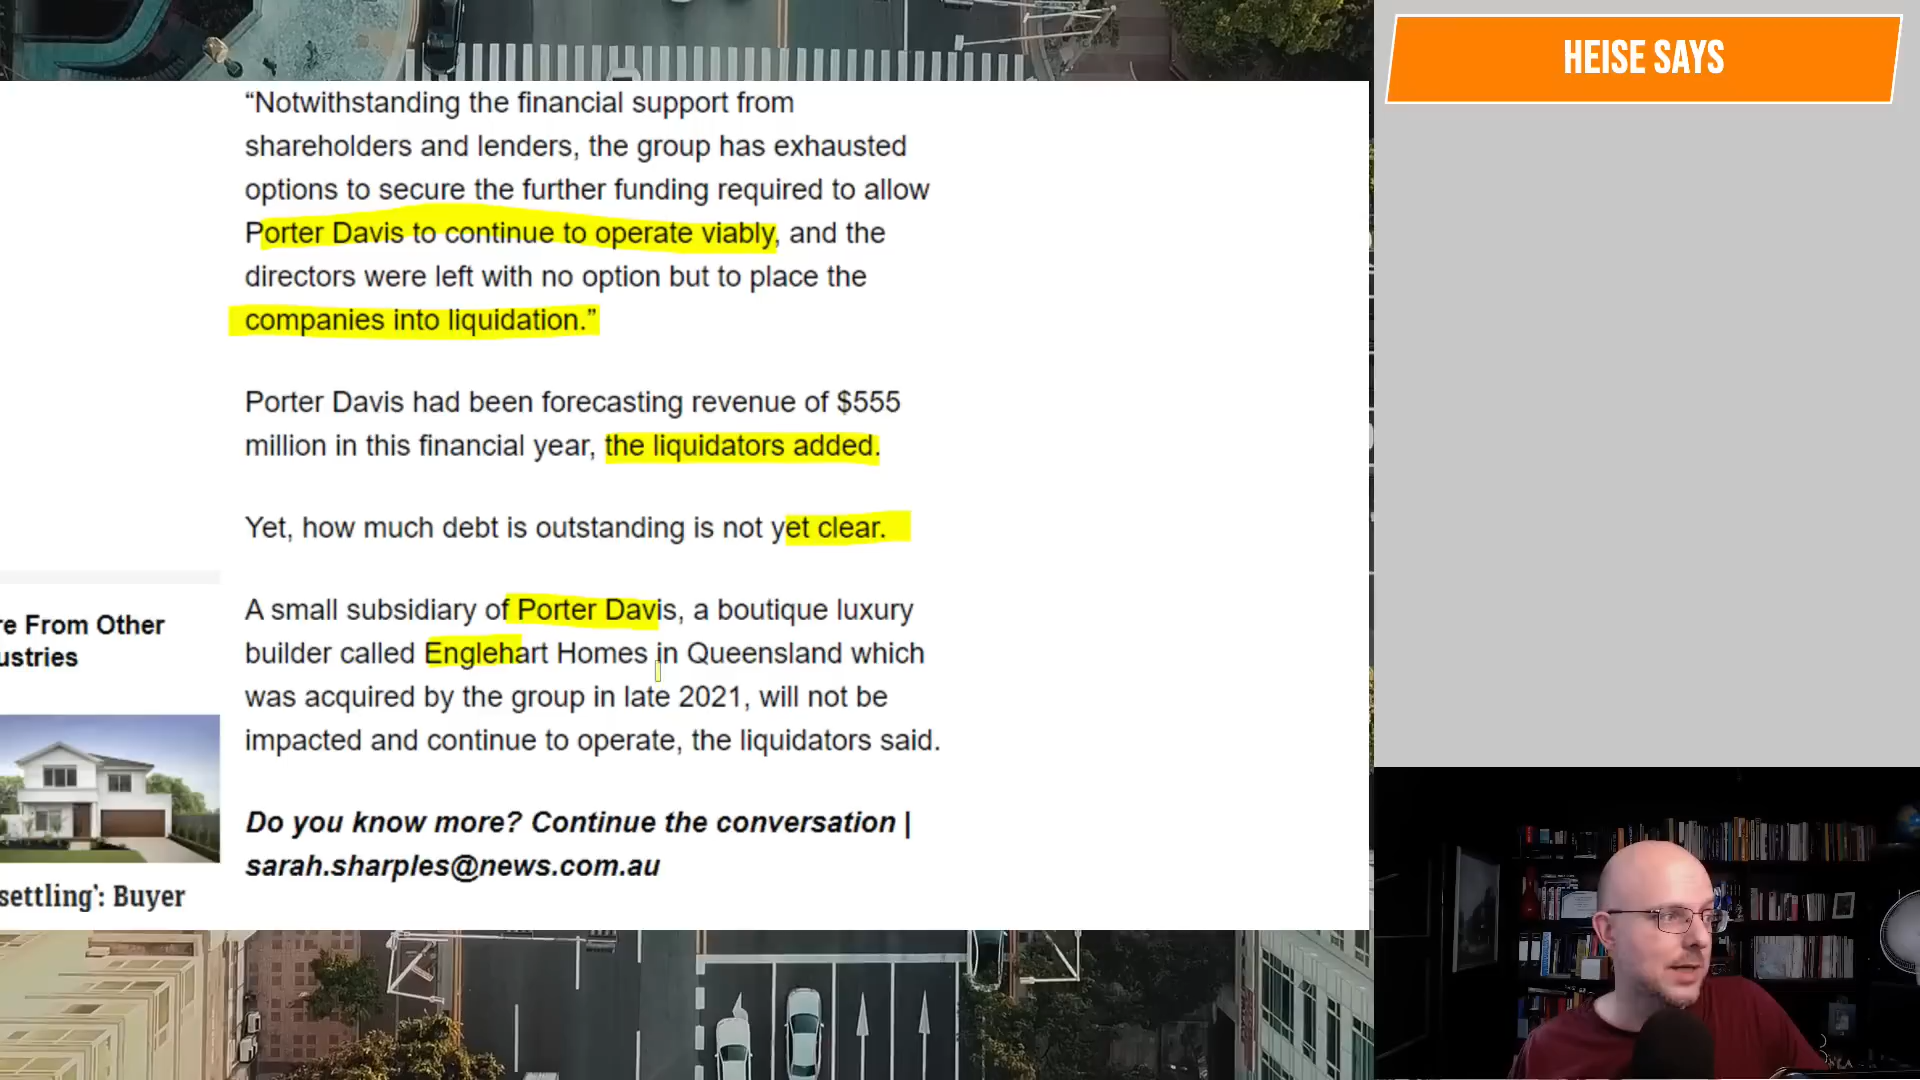 HEISE SAYS
“Notwithstanding the financial support from
shareholders and lenders, the group has exhausted
options to secure the further funding required to allow
Porter Davis to continue to operate viably, and the
directors were left with no option but to place the
companies into liquidation.”
Porter Davis had been forecasting revenue of $555
million in this financial year, the liquidators added.
Yet, how much debt is outstanding is not yet clear.
A small subsidiary of Porter Davis, a boutique luxury
builder called Englehart Homes in Queensland which
was acquired by the group in late 2021, will not be
impacted and continue to operate, the liquidators said.
Do you know more? Continue the conversation |
sarah.sharples@news.com.au
re From Other
ustries
settling’: Buyer